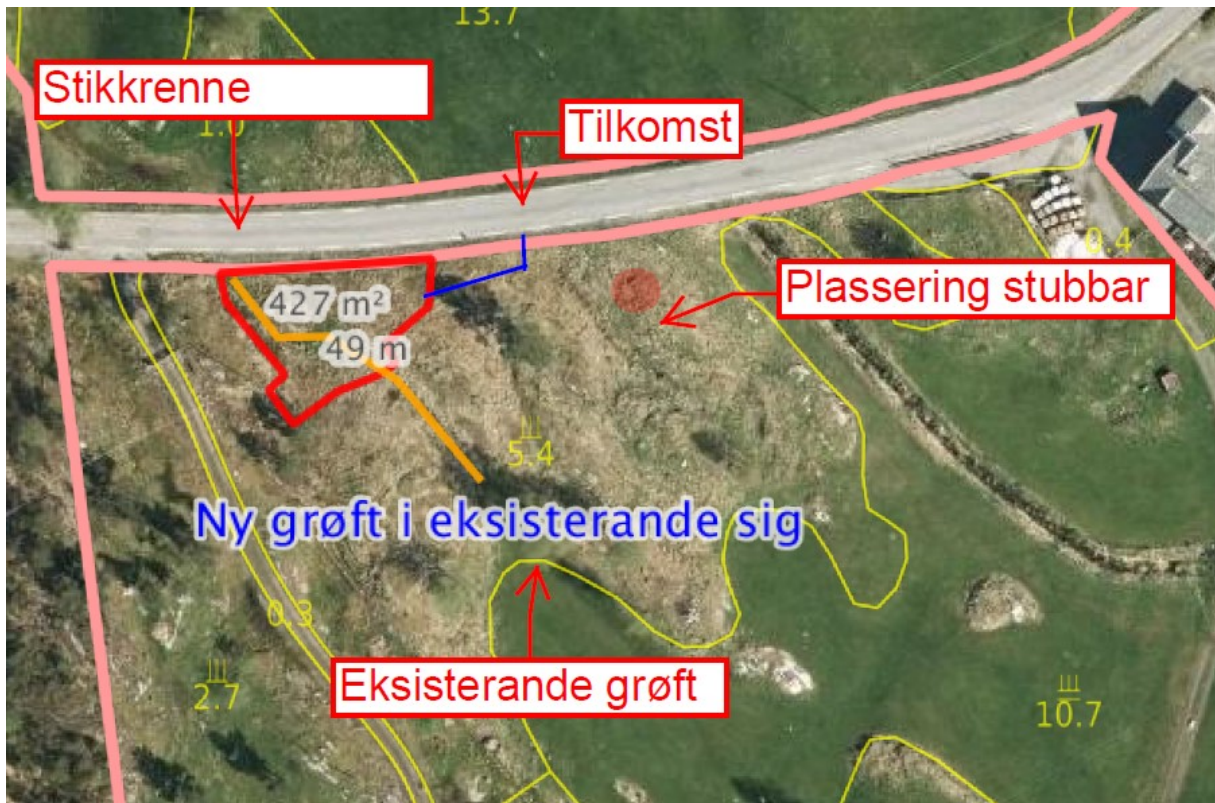 13.7
Stikkrenne
1.0
Tilkomst
0.4
Plassering stubbar
427 m²
49 m
5.4
Ny grøft i eksisterande sig
0.3
Eksisterande grøft
2.7
10.7